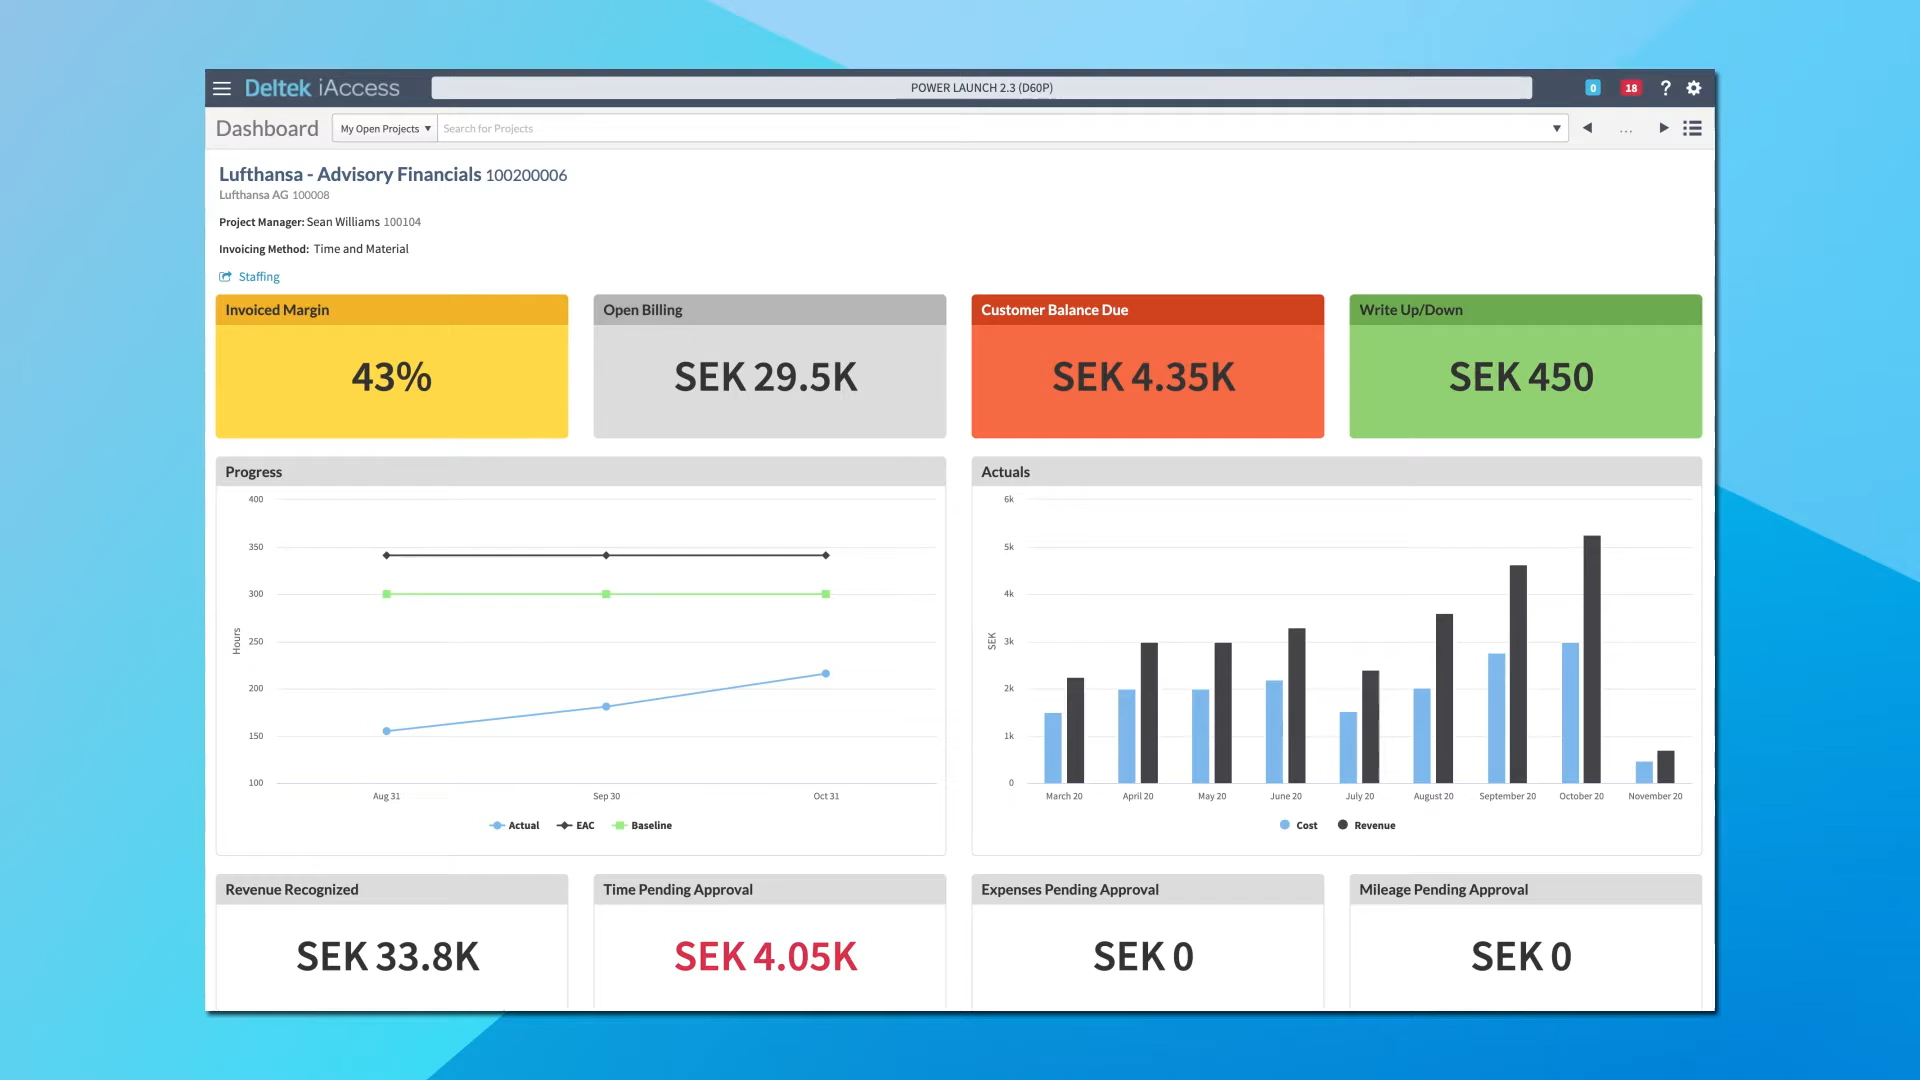 Deltek iAccess
POWER LAUNCH 2.3 (D60P)
0
18
?
Dashboard
My Open Projects
Search for Projects
...
Lufthansa - Advisory Financials 100200006
Lufthansa AG 100008
Project Manager: Sean Williams 100104
Invoicing Method: Time and Material
Staffing
Invoiced Margin
43%
Open Billing
SEK 29.5K
Customer Balance Due
SEK 4.35K
Write Up/Down
SEK 450
Progress
400
350
300
250
200
150
100
Hours
Aug 31
Sep 30
Oct 31
Actual
EAC
Baseline
Actuals
6k
5k
4k
3k
2k
1k
0
SEK
March 20
April 20
May 20
June 20
July 20
August 20
September 20
October 20
November 20
Cost
Revenue
Revenue Recognized
SEK 33.8K
Time Pending Approval
SEK 4.05K
Expenses Pending Approval
SEK 0
Mileage Pending Approval
SEK 0